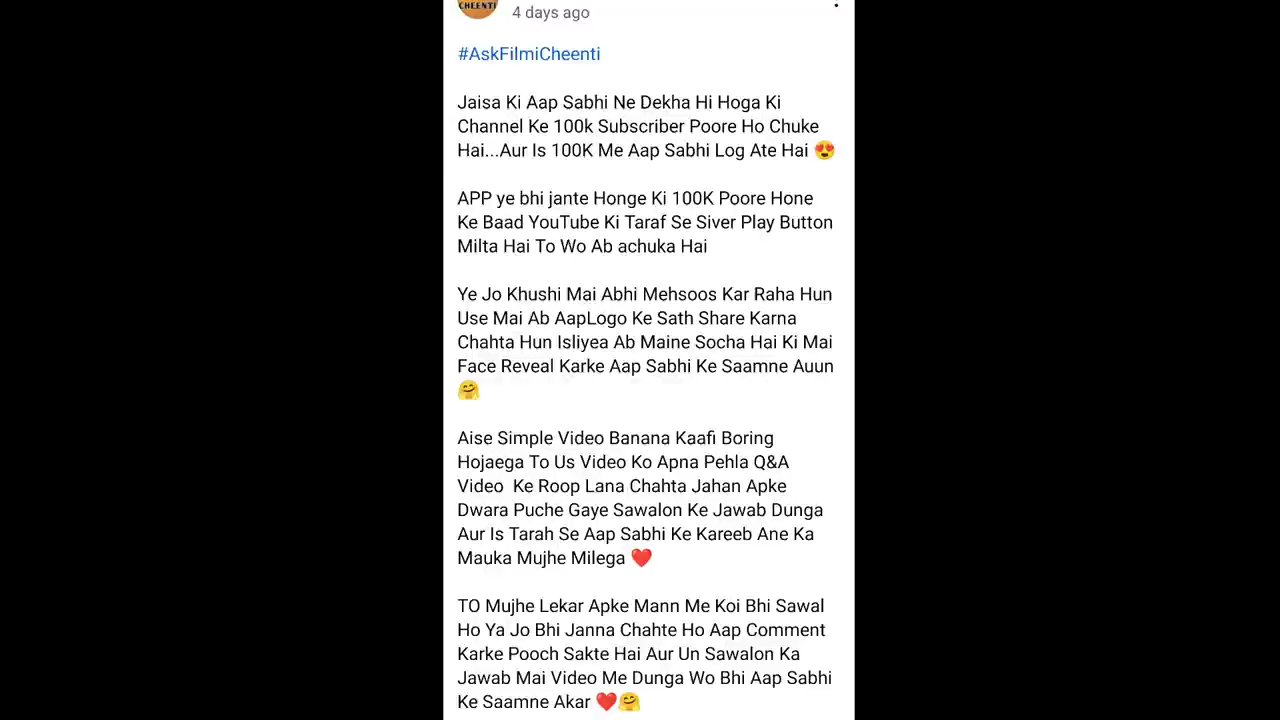 CHEENTI
4 days ago
#AskFilmiCheenti
Jaisa Ki Aap Sabhi Ne Dekha Hi Hoga Ki
Channel Ke 100k Subscriber Poore Ho Chuke
Hai...Aur Is 100K Me Aap Sabhi Log Ate Hai 😍
APP ye bhi jante Honge Ki 100K Poore Hone
Ke Baad YouTube Ki Taraf Se Siver Play Button
Milta Hai To Wo Ab achuka Hai
Ye Jo Khushi Mai Abhi Mehsoos Kar Raha Hun
Use Mai Ab AapLogo Ke Sath Share Karna
Chahta Hun Isliyea Ab Maine Socha Hai Ki Mai
Face Reveal Karke Aap Sabhi Ke Saamne Auun
🤗
Aise Simple Video Banana Kaafi Boring
Hojaega To Us Video Ko Apna Pehla Q&A
Video  Ke Roop Lana Chahta Jahan Apke
Dwara Puche Gaye Sawalon Ke Jawab Dunga
Aur Is Tarah Se Aap Sabhi Ke Kareeb Ane Ka
Mauka Mujhe Milega ❤️
TO Mujhe Lekar Apke Mann Me Koi Bhi Sawal
Ho Ya Jo Bhi Janna Chahte Ho Aap Comment
Karke Pooch Sakte Hai Aur Un Sawalon Ka
Jawab Mai Video Me Dunga Wo Bhi Aap Sabhi
Ke Saamne Akar ❤️🤗